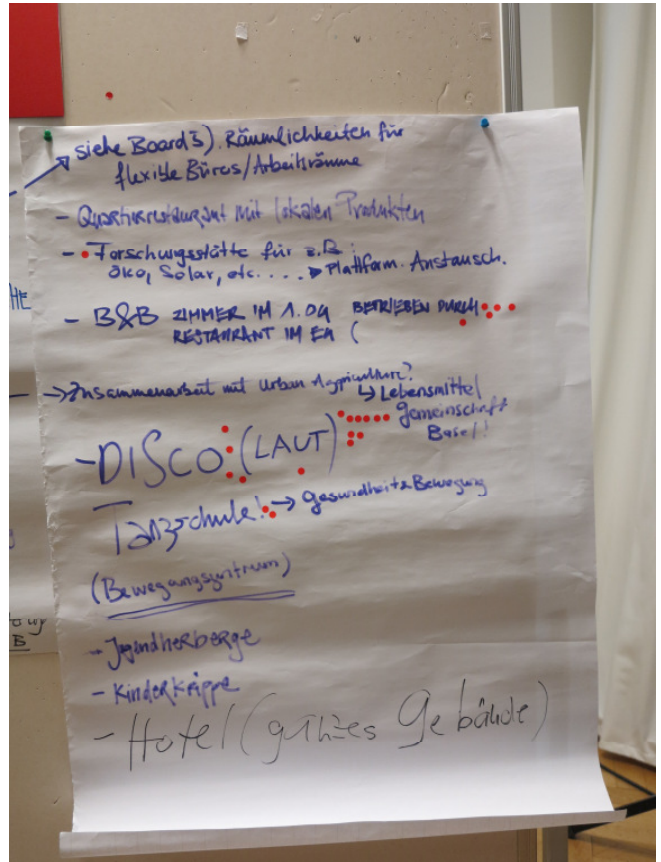 siehe Board 3). Räumlichkeiten für
flexible Büros/Arbeitsräume
- Quartierrestaurant mit lokalen Produkten
- Forschungsstätte für z.B:
Öko, Solar, etc.... Plattform. Austausch.
- B&B ZIMMER IM 1.OG BETRIEBEN DURCH
RESTAURANT IM EG (
HE
→ Zusammenarbeit mit Urban Agriculture?
↳ Lebensmittel
gemeinschaft
Basel!
- DISCO (LAUT)
Tanzschule! → Gesundheit & Bewegung
(Bewegungszentrum)
B
- Jugendherberge
- Kinderkrippe
- Hotel (ganzes Gebäude)